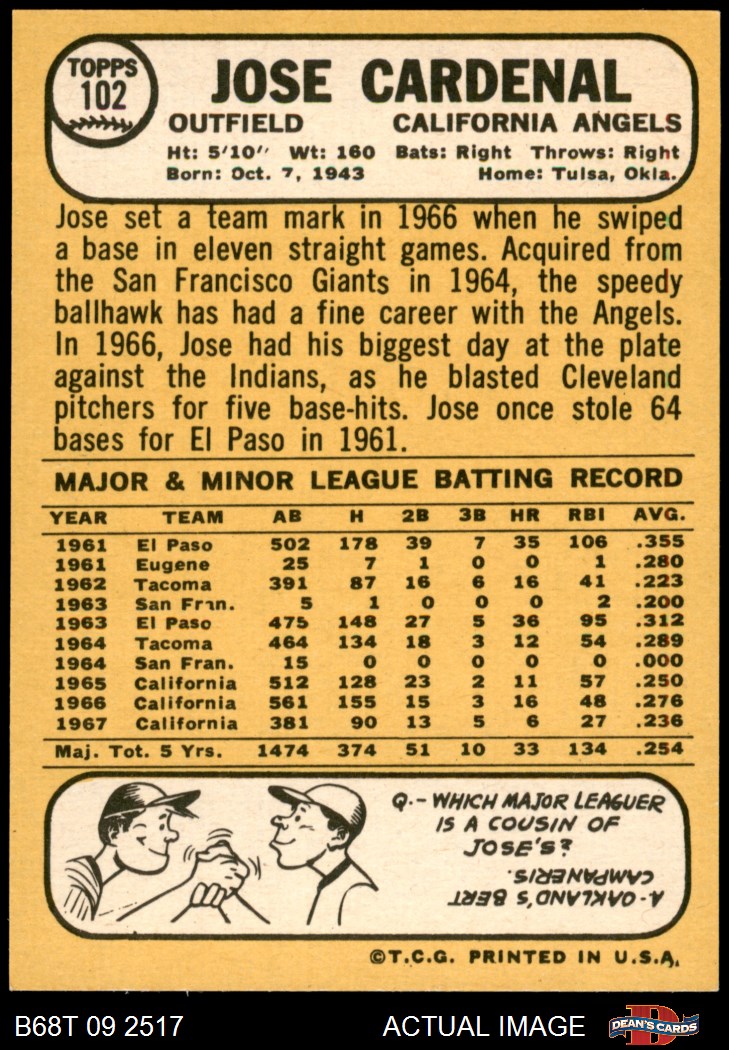 TOPPS
102
JOSE CARDENAL
OUTFIELD CALIFORNIA ANGELS
Ht: 5'10" Wt: 160 Bats: Right Throws: Right
Born: Oct. 7, 1943 Home: Tulsa, Okla.
Jose set a team mark in 1966 when he swiped
a base in eleven straight games. Acquired from
the San Francisco Giants in 1964, the speedy
ballhawk has had a fine career with the Angels.
In 1966, Jose had his biggest day at the plate
against the Indians, as he blasted Cleveland
pitchers for five base-hits. Jose once stole 64
bases for El Paso in 1961.
MAJOR & MINOR LEAGUE BATTING RECORD
YEAR TEAM AB H 2B 3B HR RBI AVG.
1961 El Paso 502 178 39 7 35 106 .355
1961 Eugene 25 7 1 0 0 1 .280
1962 Tacoma 391 87 16 6 16 41 .223
1963 San Fran. 5 1 0 0 0 2 .200
1963 El Paso 475 148 27 5 36 95 .312
1964 Tacoma 464 134 18 3 12 54 .289
1964 San Fran. 15 0 0 0 0 0 .000
1965 California 512 128 23 2 11 57 .250
1966 California 561 155 15 3 16 48 .276
1967 California 381 90 13 5 6 27 .236
Maj. Tot. 5 Yrs. 1474 374 51 10 33 134 .254
Q.- WHICH MAJOR LEAGUER
IS A COUSIN OF
JOSE'S?
A- OAKLAND'S BERT
CAMPANERIS.
©T.C.G. PRINTED IN U.S.A.
B68T 09 2517 ACTUAL IMAGE DEAN'S CARDS